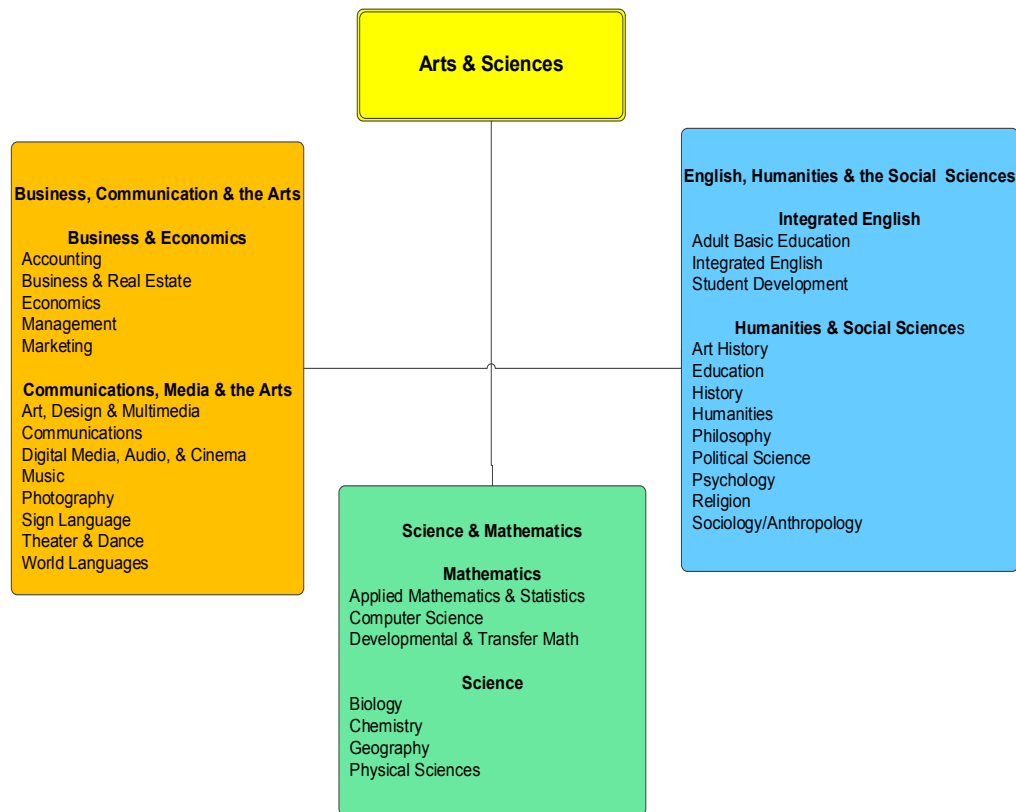 Arts & Sciences
Business, Communication & the Arts
Business & Economics
Accounting
Business & Real Estate
Economics
Management
Marketing
Communications, Media & the Arts
Art, Design & Multimedia
Communications
Digital Media, Audio, & Cinema
Music
Photography
Sign Language
Theater & Dance
World Languages
English, Humanities & the Social Sciences
Integrated English
Adult Basic Education
Integrated English
Student Development
Humanities & Social Sciences
Art History
Education
History
Humanities
Philosophy
Political Science
Psychology
Religion
Sociology/Anthropology
Science & Mathematics
Mathematics
Applied Mathematics & Statistics
Computer Science
Developmental & Transfer Math
Science
Biology
Chemistry
Geography
Physical Sciences